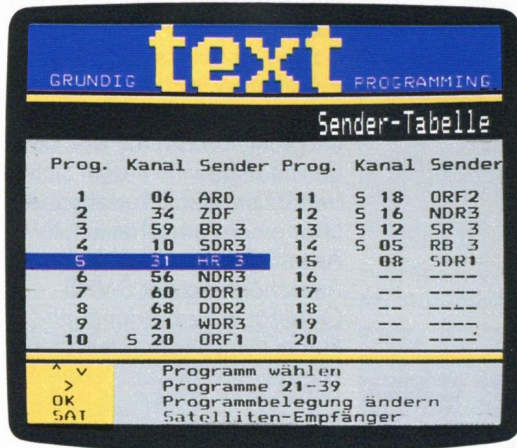 GRUNDIG text PROGRAMMING
Sender-Tabelle
Prog. Kanal Sender Prog. Kanal Sender
1 06 ARD 11 S 18 ORF2
2 34 ZDF 12 S 16 NDR3
3 59 BR 3 13 S 12 SR 3
4 10 SDR3 14 S 05 RB 3
5 31 HR 3 15 08 SDR1
6 56 NDR3 16 -- ----
7 60 DDR1 17 -- ----
8 68 DDR2 18 -- ----
9 21 WDR3 19 -- ----
10 S 20 ORF1 20 -- ----
^ v Programm wählen
> Programme 21-39
OK Programmbelegung ändern
SAT Satelliten-Empfänger